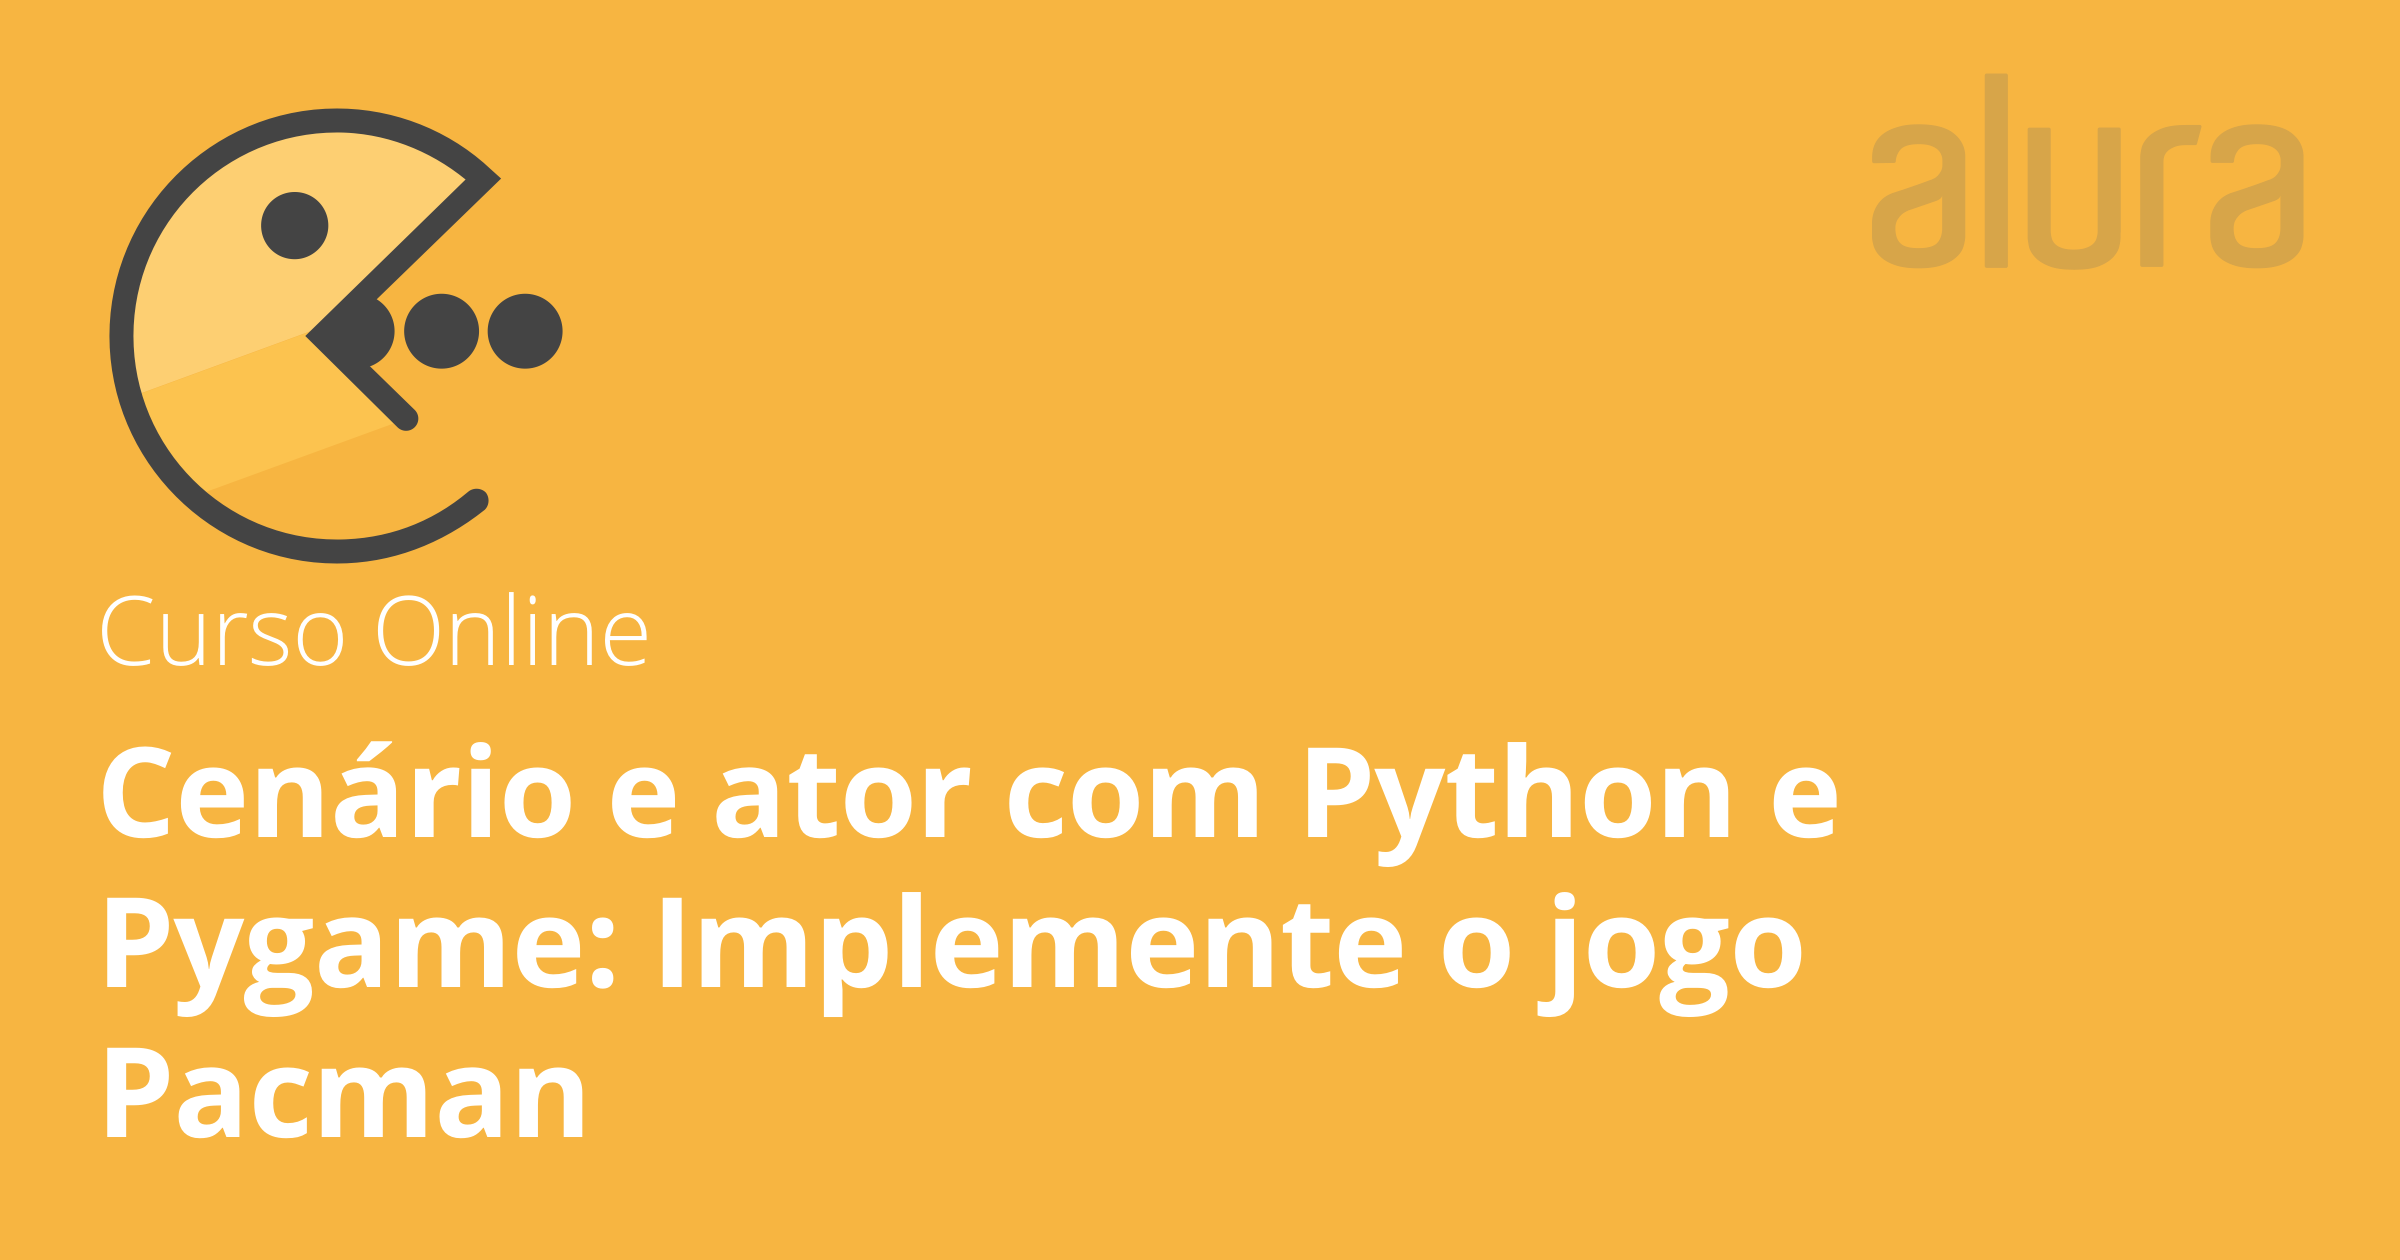 alura
Curso Online
Cenário e ator com Python e
Pygame: Implemente o jogo
Pacman